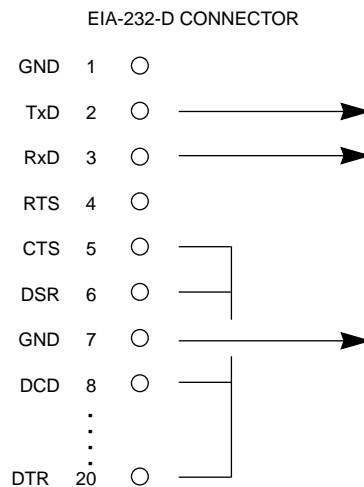 EIA-232-D CONNECTOR
GND 1
TxD 2
RxD 3
RTS 4
CTS 5
DSR 6
GND 7
DCD 8
DTR 20